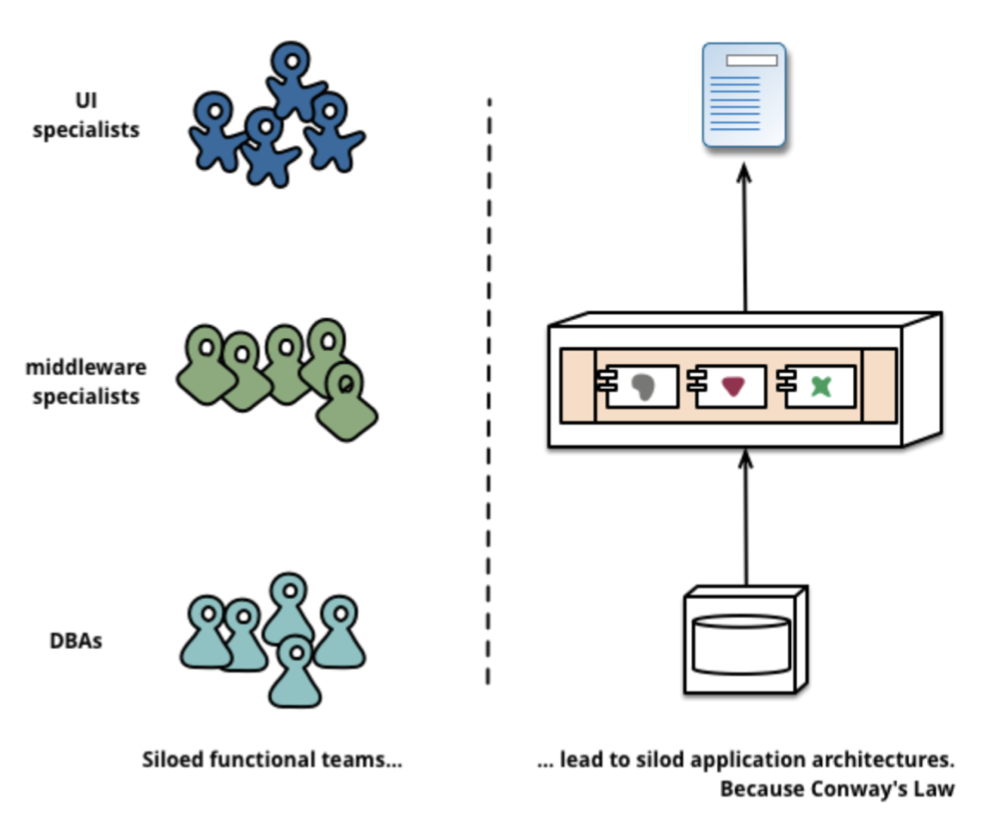 UI
specialists
middleware
specialists
DBAs
Siloed functional teams...
... lead to silod application architectures.
Because Conway's Law